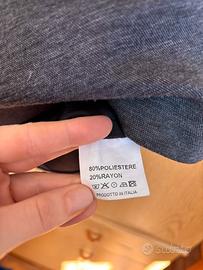 80%POLIESTERE
20%RAYON
PRODOTTO IN ITALIA